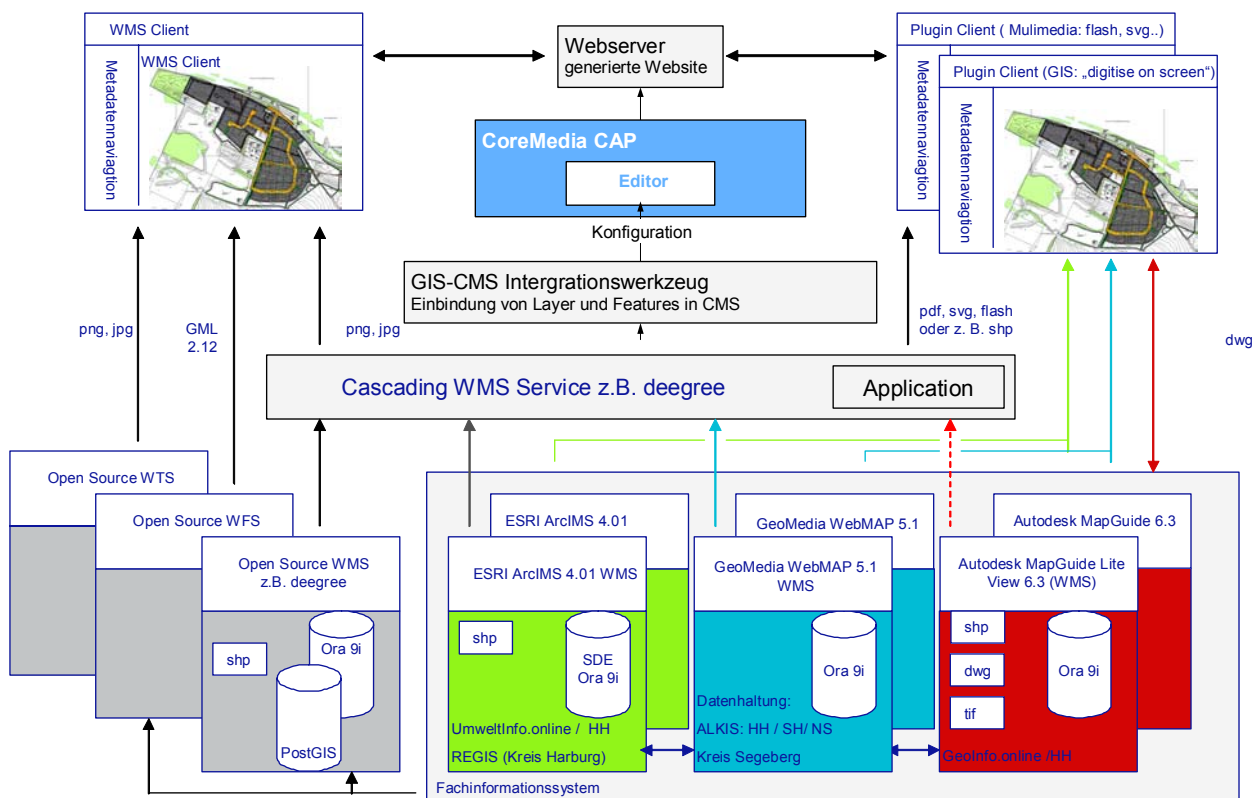 WMS Client
WMS Client
Metadatennaviagtion
Webserver
generierte Website
Plugin Client ( Mulimedia: flash, svg..)
Plugin Client (GIS: „digitise on screen“)
Metadatennaviagtion
Metadatennaviagtion
CoreMedia CAP
Editor
Konfiguration
GIS-CMS Intergrationswerkzeug
Einbindung von Layer und Features in CMS
png, jpg
GML
2.12
png, jpg
pdf, svg, flash
oder z. B. shp
dwg
Cascading WMS Service z.B. deegree
Application
Open Source WTS
Open Source WFS
Open Source WMS
z.B. deegree
shp
Ora 9i
PostGIS
ESRI ArcIMS 4.01
ESRI ArcIMS 4.01 WMS
shp
SDE
Ora 9i
UmweltInfo.online / HH
REGIS (Kreis Harburg)
GeoMedia WebMAP 5.1
GeoMedia WebMAP 5.1
WMS
Ora 9i
Datenhaltung:
ALKIS: HH / SH/ NS
Kreis Segeberg
Autodesk MapGuide 6.3
Autodesk MapGuide Lite
View 6.3 (WMS)
shp
dwg
tif
Ora 9i
GeoInfo.online /HH
Fachinformationssystem